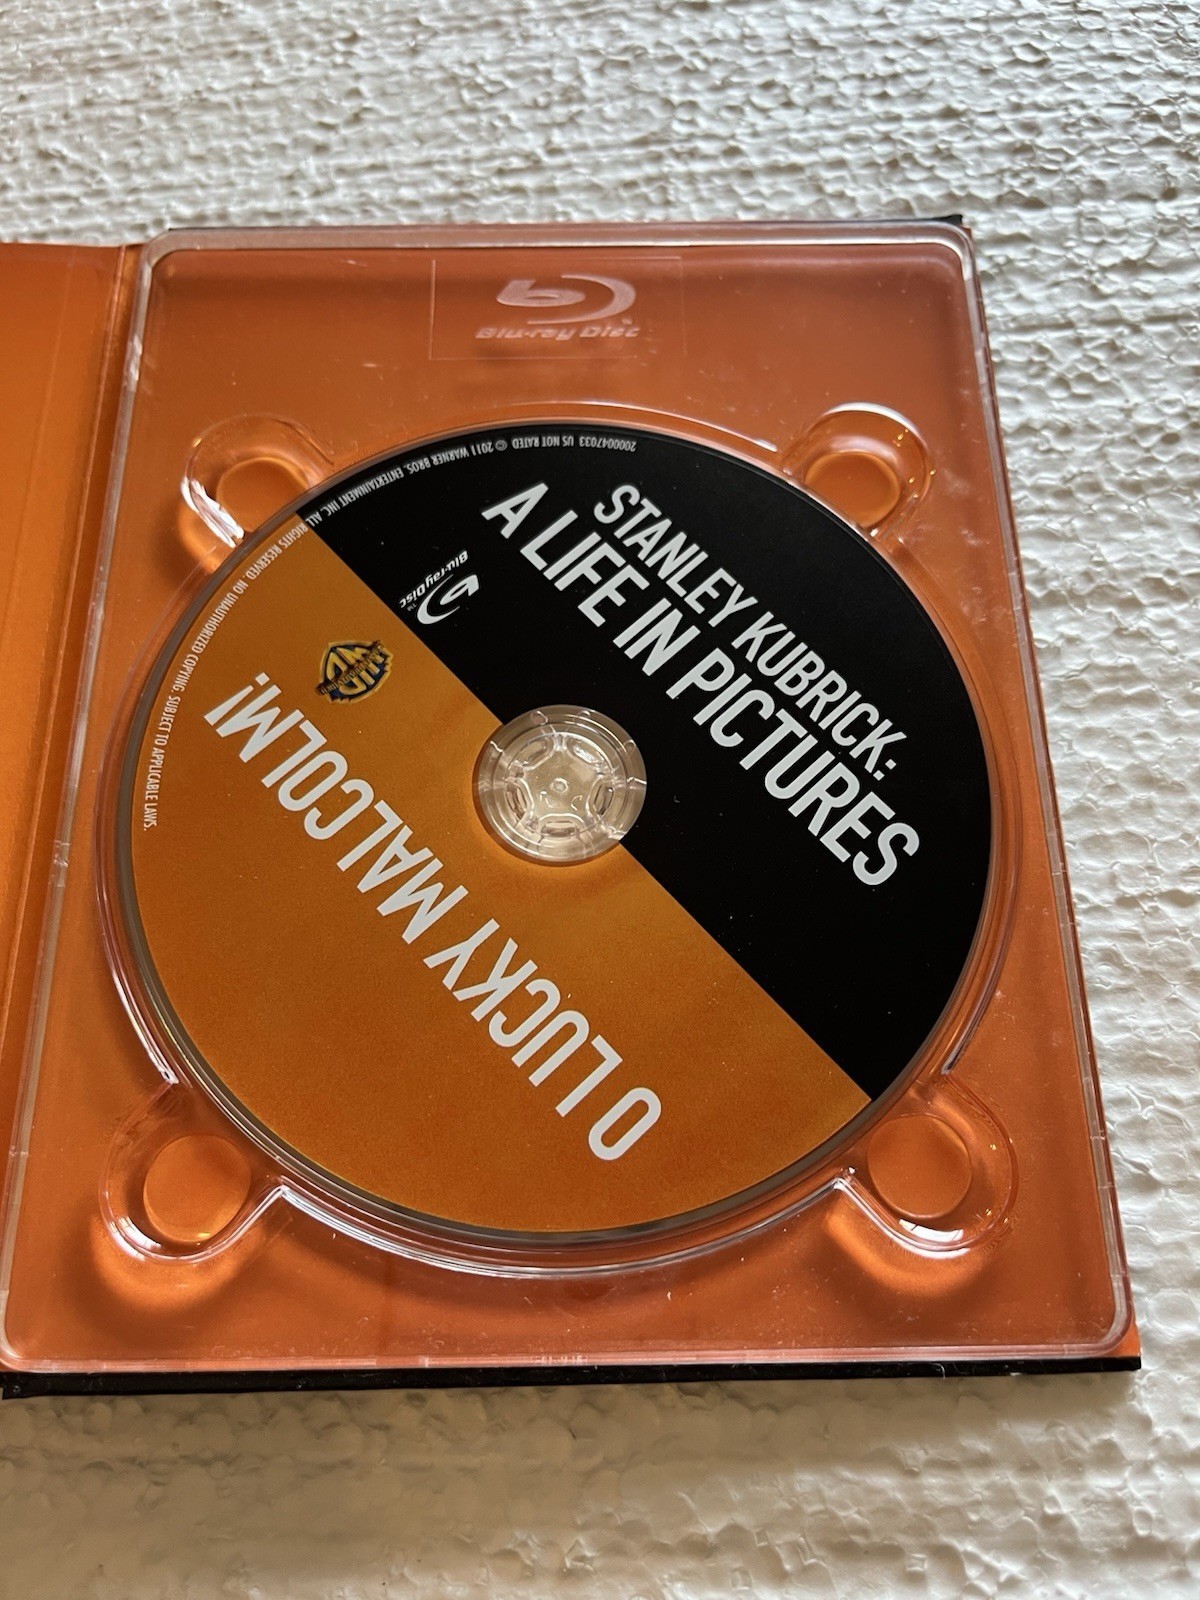 Blu-ray Disc
STANLEY KUBRICK:
A LIFE IN PICTURES
Blu-ray Disc™
O LUCKY MALCOLM!
2000047033 US NOT RATED © 2011 WARNER BROS. ENTERTAINMENT INC. ALL RIGHTS RESERVED. NO UNAUTHORIZED COPYING. SUBJECT TO APPLICABLE LAWS.